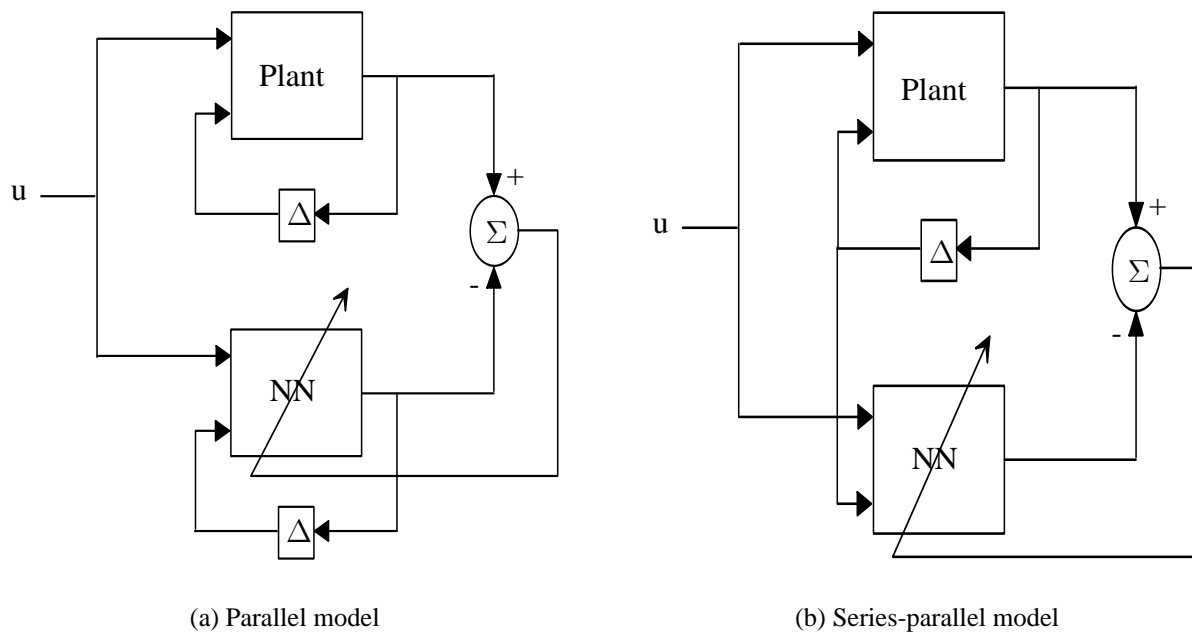 Plant
u
Δ
+
Σ
-
NN
Δ
(a) Parallel model
Plant
u
Δ
+
Σ
-
NN
(b) Series-parallel model